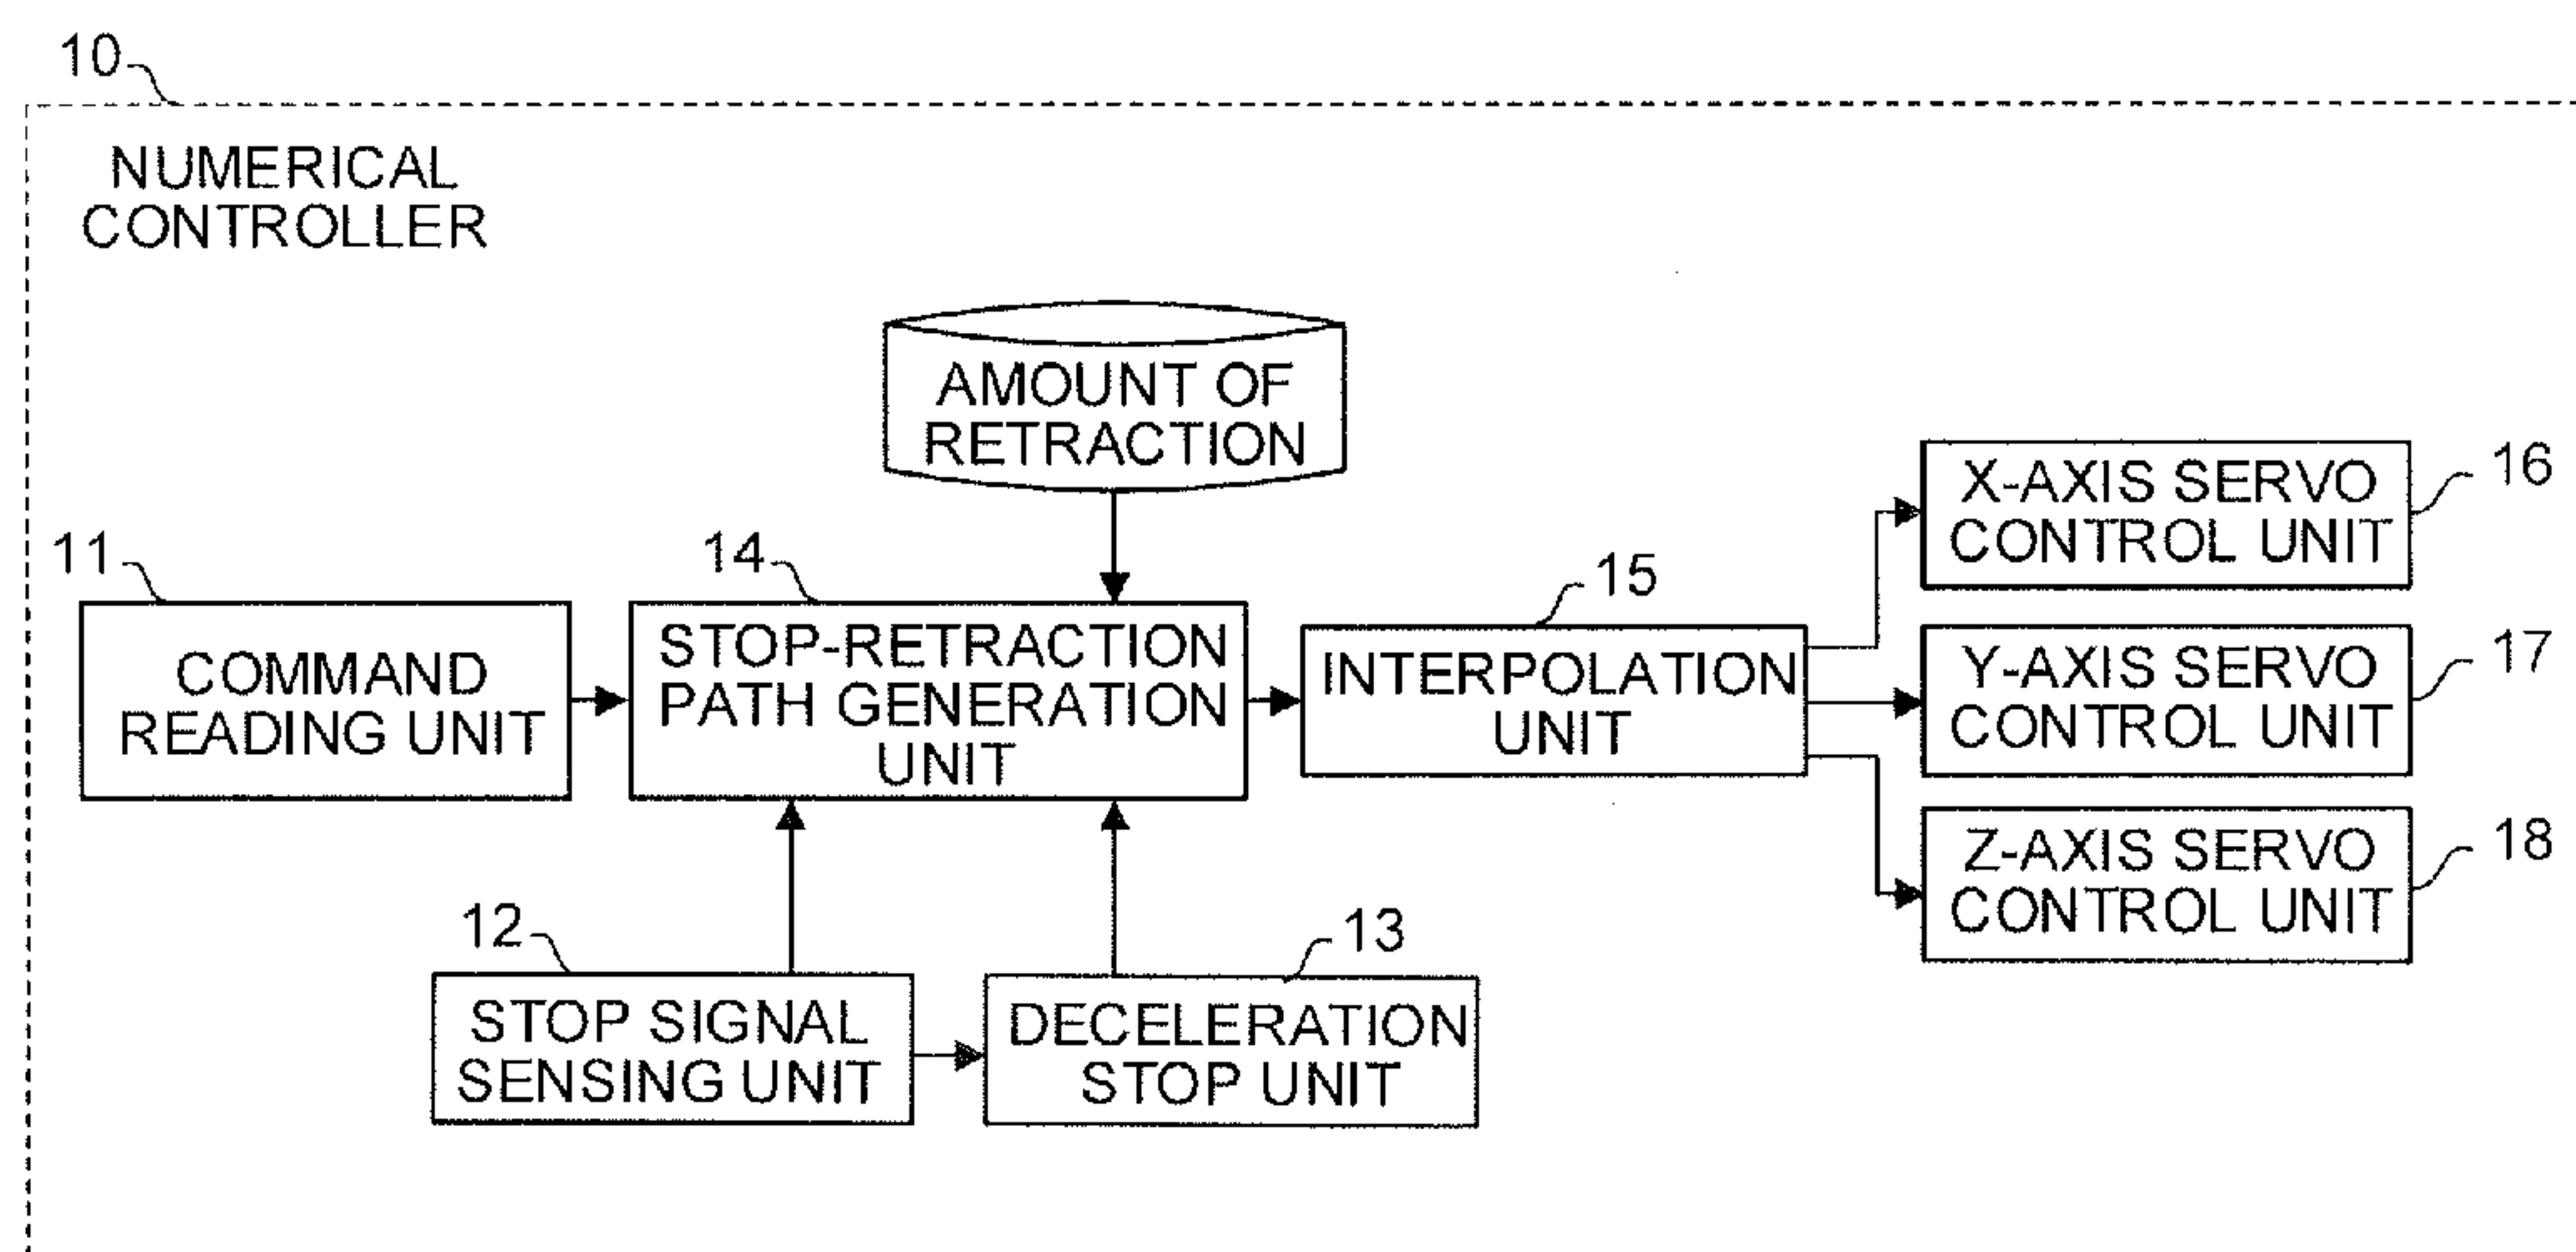 10
NUMERICAL
CONTROLLER
AMOUNT OF
RETRACTION
11
COMMAND
READING UNIT
14
STOP-RETRACTION
PATH GENERATION
UNIT
15
INTERPOLATION
UNIT
X-AXIS SERVO
CONTROL UNIT
16
Y-AXIS SERVO
CONTROL UNIT
17
Z-AXIS SERVO
CONTROL UNIT
18
12
STOP SIGNAL
SENSING UNIT
13
DECELERATION
STOP UNIT